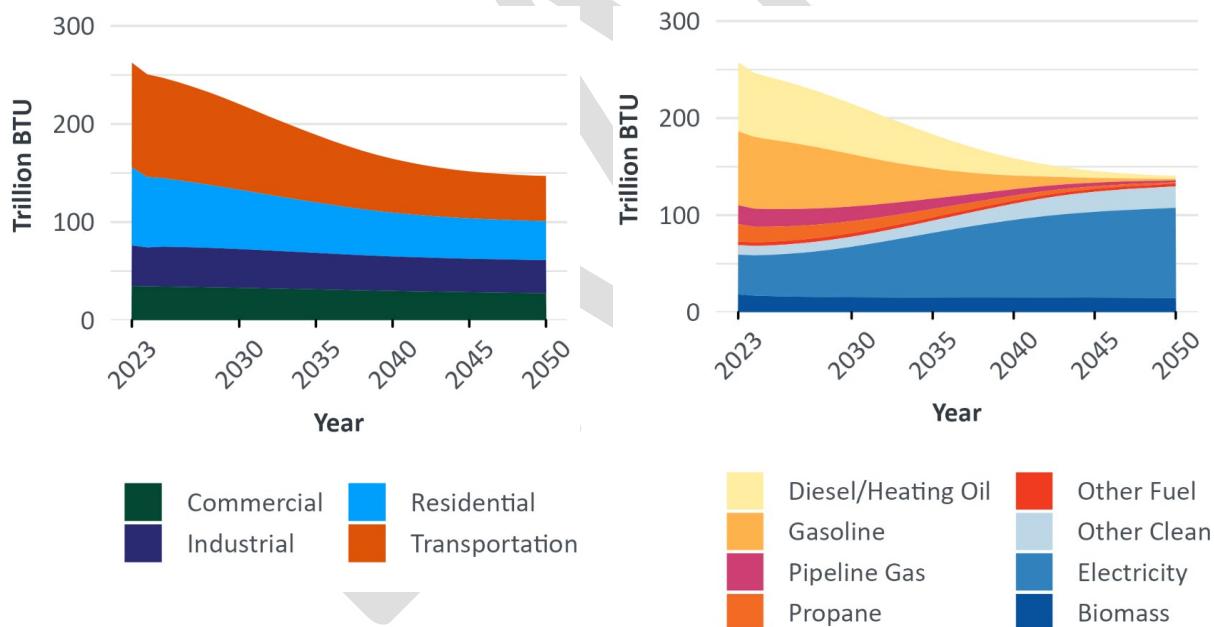 300
200
100
0
Trillion BTU
2023
2030
2035
2040
2045
2050
Year
Commercial
Residential
Industrial
Transportation
300
200
100
0
Trillion BTU
2023
2030
2035
2040
2045
2050
Year
Diesel/Heating Oil
Other Fuel
Gasoline
Other Clean
Pipeline Gas
Electricity
Propane
Biomass